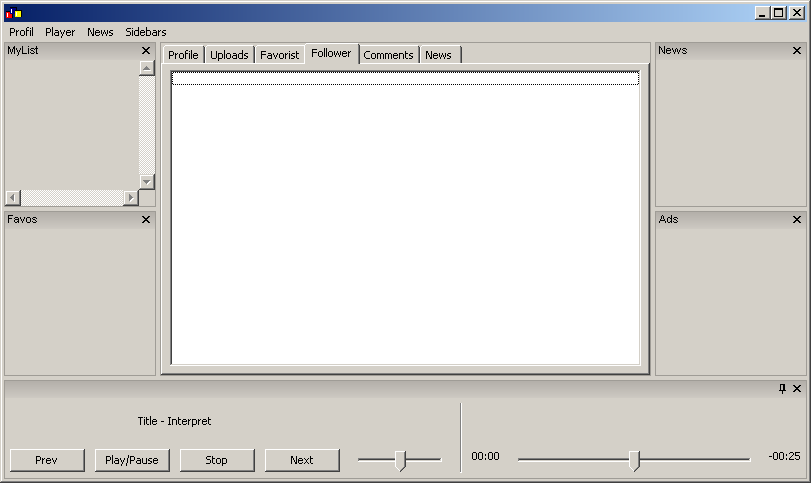 Profil Player News Sidebars
MyList
Profile Uploads Favorist Follower Comments News
News
Favos
Ads
Title - Interpret
Prev Play/Pause Stop Next
00:00 -00:25